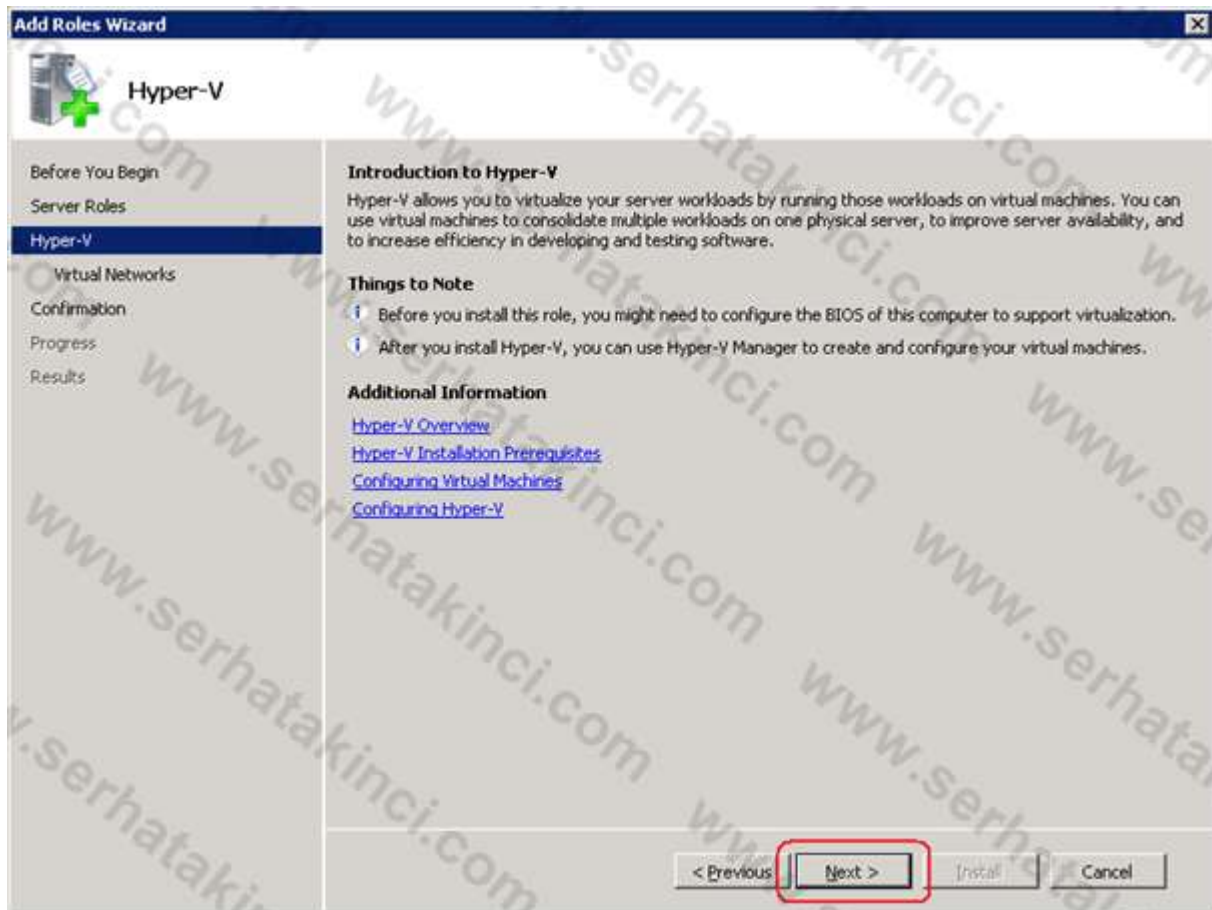 Add Roles Wizard
Hyper-V
Before You Begin
Server Roles
Hyper-V
Virtual Networks
Confirmation
Progress
Results
Introduction to Hyper-V
Hyper-V allows you to virtualize your server workloads by running those workloads on virtual machines. You can
use virtual machines to consolidate multiple workloads on one physical server, to improve server availability, and
to increase efficiency in developing and testing software.
Things to Note
Before you install this role, you might need to configure the BIOS of this computer to support virtualization.
After you install Hyper-V, you can use Hyper-V Manager to create and configure your virtual machines.
Additional Information
Hyper-V Overview
Hyper-V Installation Prerequisites
Configuring Virtual Machines
Configuring Hyper-V
< Previous
Next >
Install
Cancel
www.serhatakinci.com